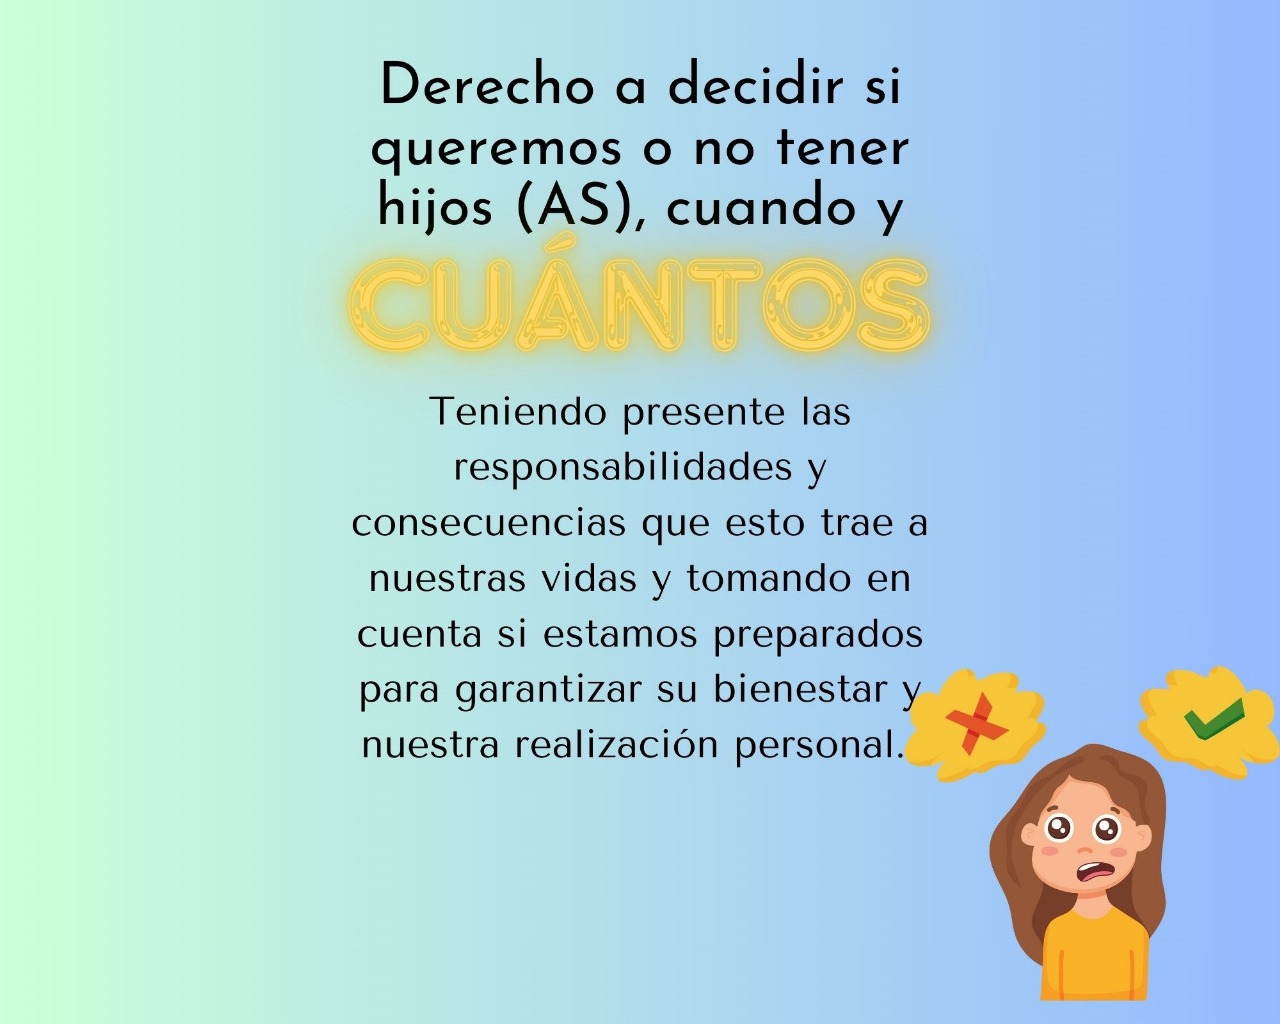 Derecho a decidir si
queremos o no tener
hijos (AS), cuando y
CUÁNTOS
Teniendo presente las
responsabilidades y
consecuencias que esto trae a
nuestras vidas y tomando en
cuenta si estamos preparados
para garantizar su bienestar y
nuestra realización personal.